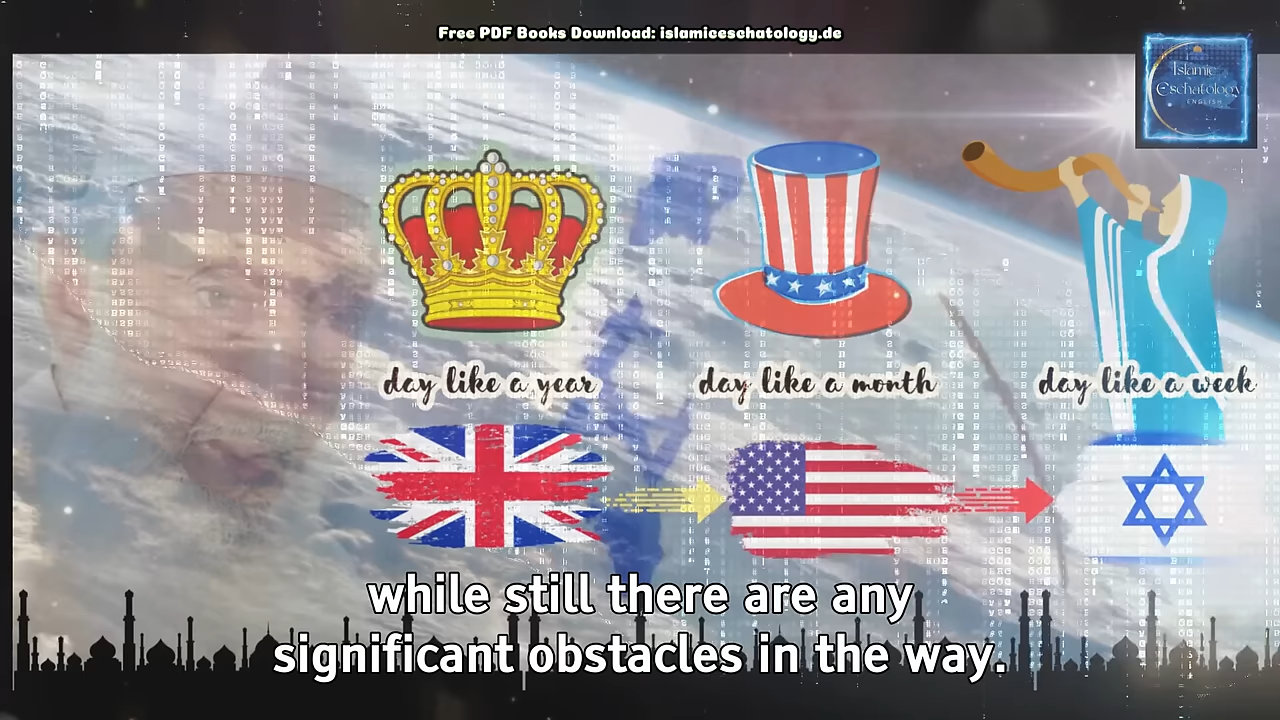 Free PDF Books Download: islamiceschatology.de
Islamic
Eschatology
ENGLISH
day like a year
day like a month
day like a week
while still there are any
significant obstacles in the way.